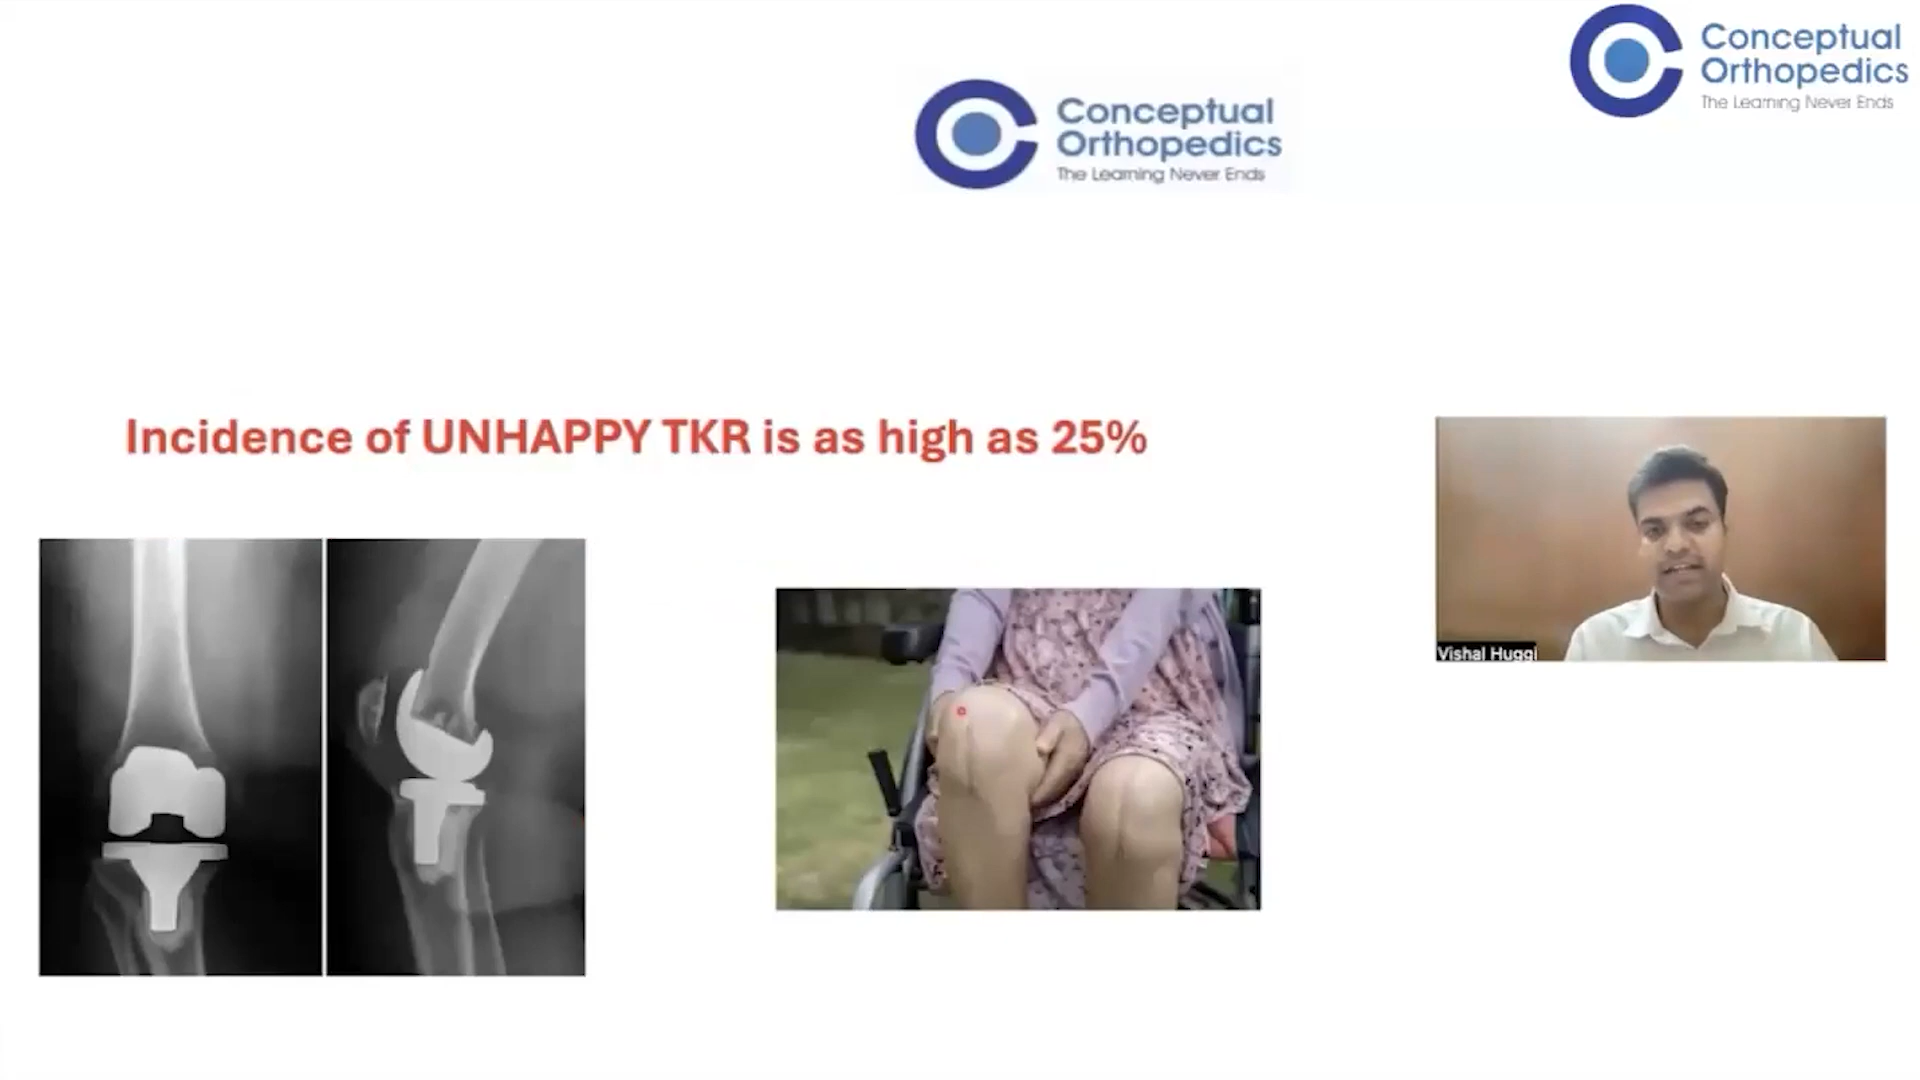 Conceptual
Orthopedics
The Learning Never Ends
Conceptual
Orthopedics
The Learning Never Ends
Incidence of UNHAPPY TKR is as high as 25%
Vishal Huggi